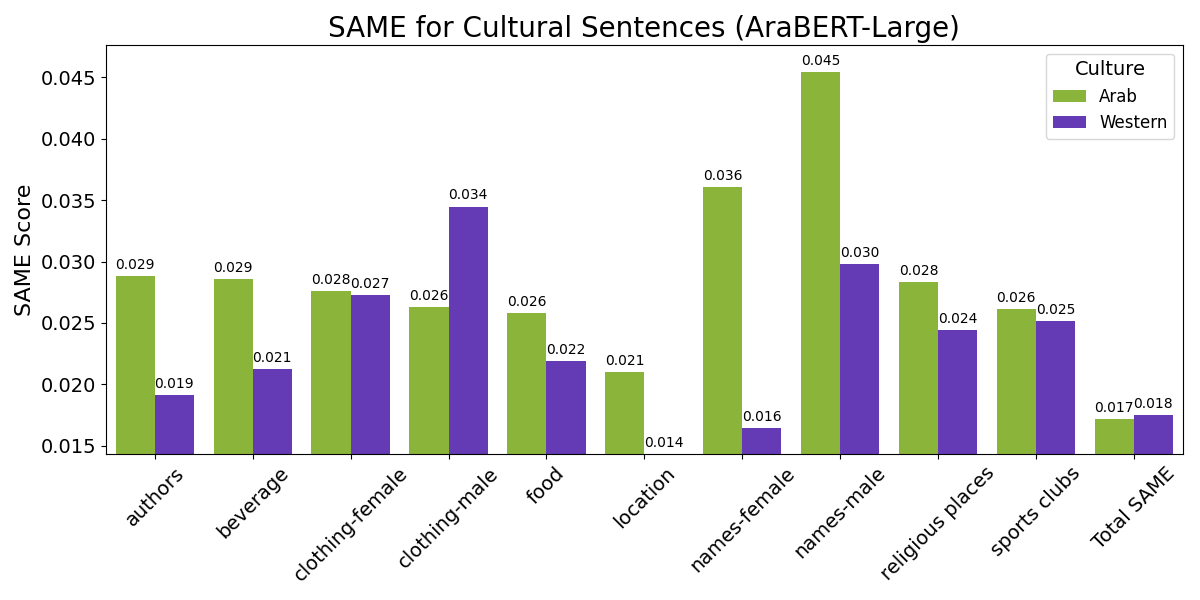 SAME for Cultural Sentences (AraBERT-Large)
Culture
Arab
Western
SAME Score
0.045
0.040
0.035
0.030
0.025
0.020
0.015
0.029
0.019
0.029
0.021
0.028
0.027
0.026
0.034
0.026
0.022
0.021
0.014
0.036
0.016
0.045
0.030
0.028
0.024
0.026
0.025
0.017
0.018
authors
beverage
clothing-female
clothing-male
food
location
names-female
names-male
religious places
sports clubs
Total SAME